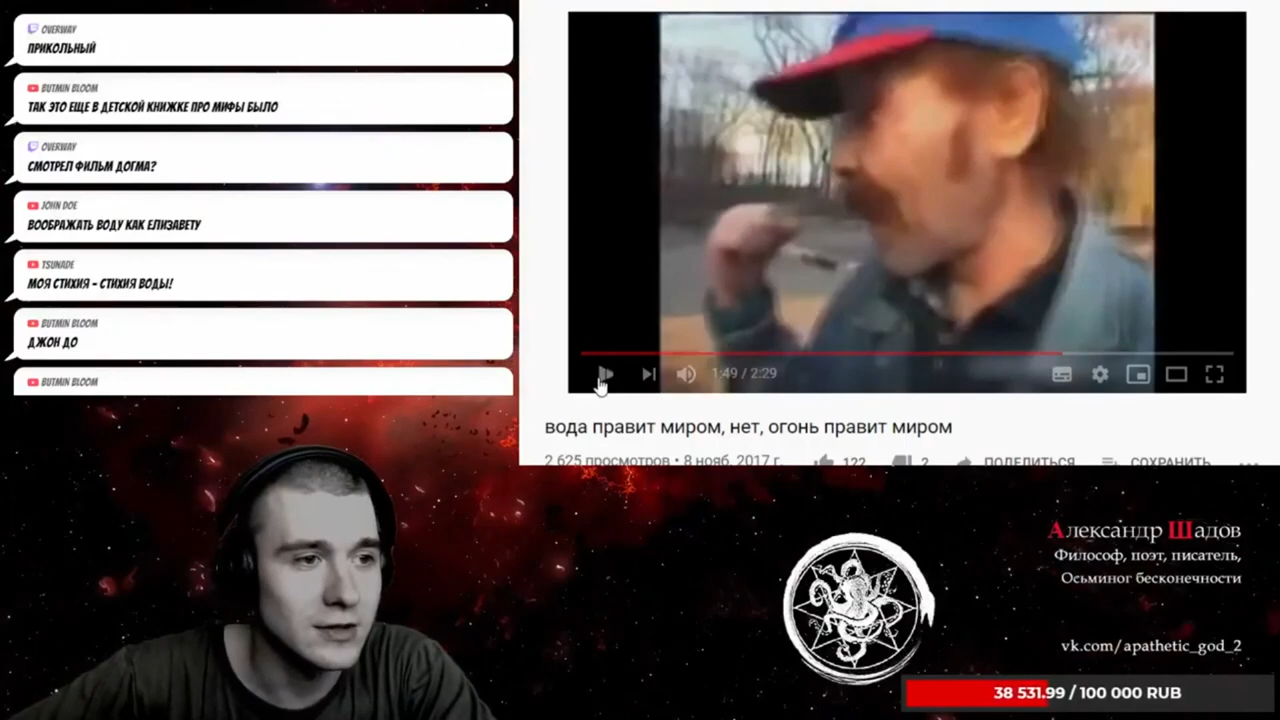 OVERWAY
ПРИКОЛЬНЫЙ
BUTMIN BLOOM
ТАК ЭТО ЕЩЕ В ДЕТСКОЙ КНИЖКЕ ПРО МИФЫ БЫЛО
OVERWAY
СМОТРЕЛ ФИЛЬМ ДОГМА?
JOHN DOE
ВООБРАЖАТЬ ВОДУ КАК ЕЛИЗАВЕТУ
TSUNADE
МОЯ СТИХИЯ - СТИХИЯ ВОДЫ!
BUTMIN BLOOM
ДЖОН ДО
BUTMIN BLOOM
1:49 / 2:29
вода правит миром, нет, огонь правит миром
2 625 просмотров • 8 нояб. 2017 г. 122 2 ПОДЕЛИТЬСЯ СОХРАНИТЬ
Александр Шадов
Философ, поэт, писатель,
Осьминог бесконечности
vk.com/apathetic_god_2
38 531.99 / 100 000 RUB